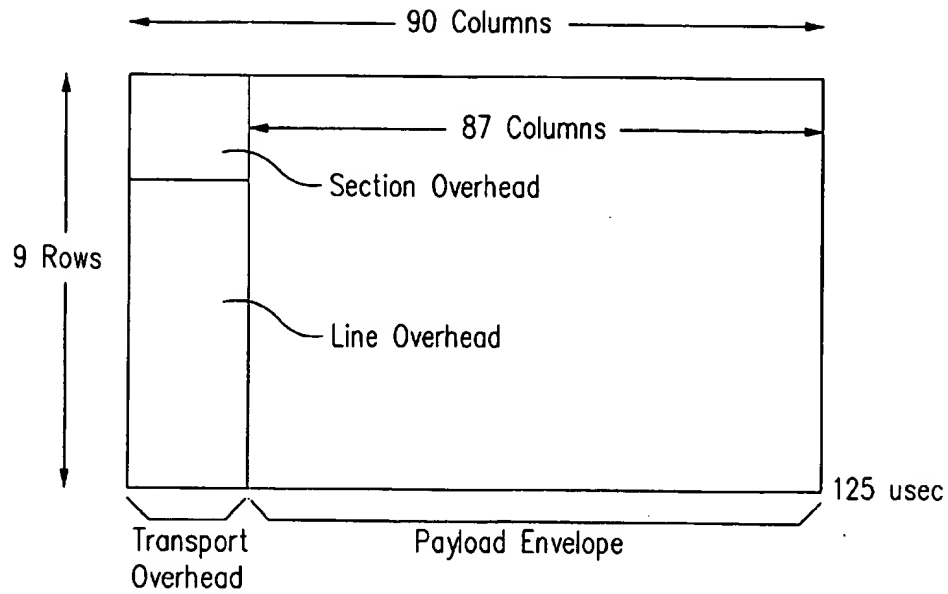 90 Columns
87 Columns
Section Overhead
9 Rows
Line Overhead
125 usec
Transport
Overhead
Payload Envelope